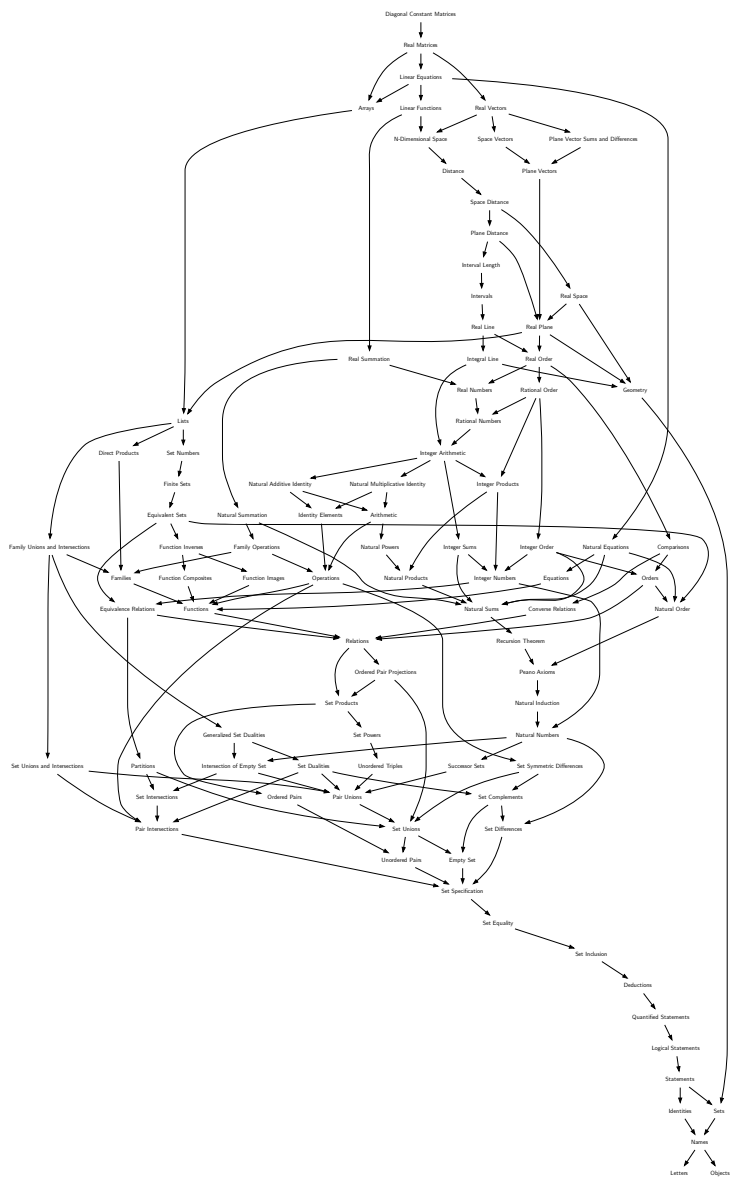 Diagonal Constant Matrices
Real Matrices
Linear Equations
Arrays
Linear Functions
Real Vectors
N-Dimensional Space
Space Vectors
Plane Vector Sums and Differences
Distance
Plane Vectors
Space Distance
Plane Distance
Interval Length
Intervals
Real Space
Real Line
Real Plane
Real Summation
Integral Line
Real Order
Real Numbers
Rational Order
Geometry
Lists
Rational Numbers
Direct Products
Set Numbers
Integer Arithmetic
Finite Sets
Natural Additive Identity
Natural Multiplicative Identity
Integer Products
Equivalent Sets
Natural Summation
Identity Elements
Arithmetic
Family Unions and Intersections
Function Inverses
Family Operations
Natural Powers
Integer Sums
Integer Order
Natural Equations
Comparisons
Families
Function Composites
Function Images
Operations
Natural Products
Integer Numbers
Equations
Orders
Equivalence Relations
Functions
Natural Sums
Converse Relations
Natural Order
Relations
Recursion Theorem
Ordered Pair Projections
Peano Axioms
Set Products
Natural Induction
Generalized Set Dualities
Set Powers
Natural Numbers
Set Unions and Intersections
Partitions
Intersection of Empty Set
Set Dualities
Unordered Triples
Successor Sets
Set Symmetric Differences
Set Intersections
Ordered Pairs
Pair Unions
Set Complements
Pair Intersections
Set Unions
Set Differences
Unordered Pairs
Empty Set
Set Specification
Set Equality
Set Inclusion
Deductions
Quantified Statements
Logical Statements
Statements
Identities
Sets
Names
Letters
Objects